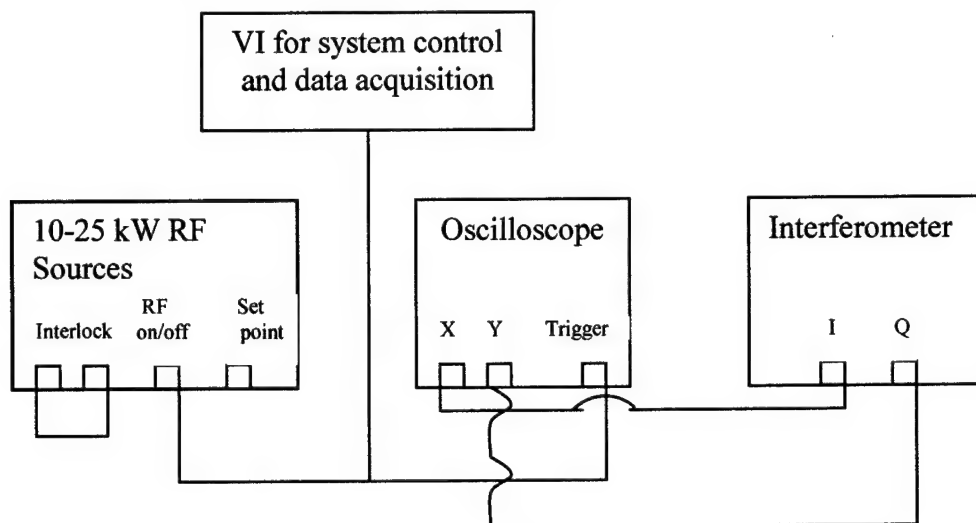 VI for system control
and data acquisition
10-25 kW RF
Sources
Interlock
RF
on/off
Set
point
Oscilloscope
X
Y
Trigger
Interferometer
I
Q